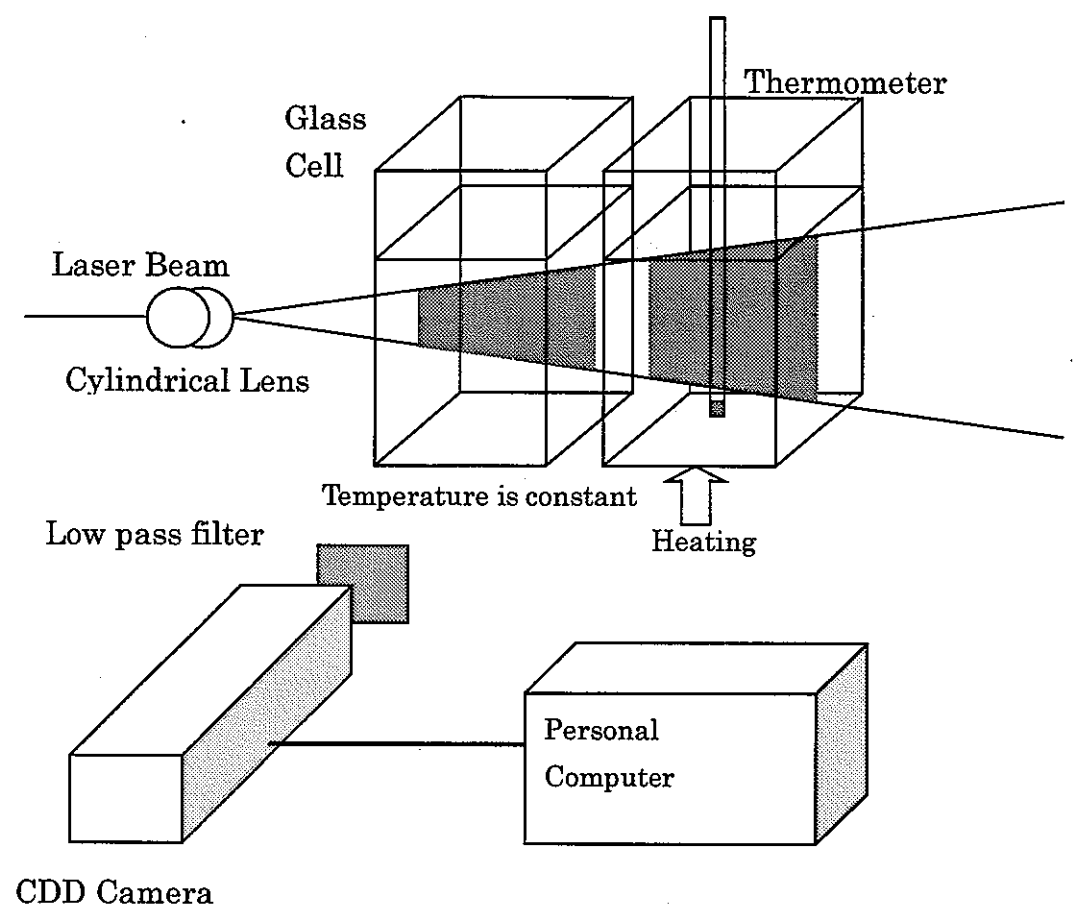 Thermometer
Glass
Cell
Laser Beam
Cylindrical Lens
Temperature is constant
Low pass filter
Heating
Personal
Computer
CDD Camera